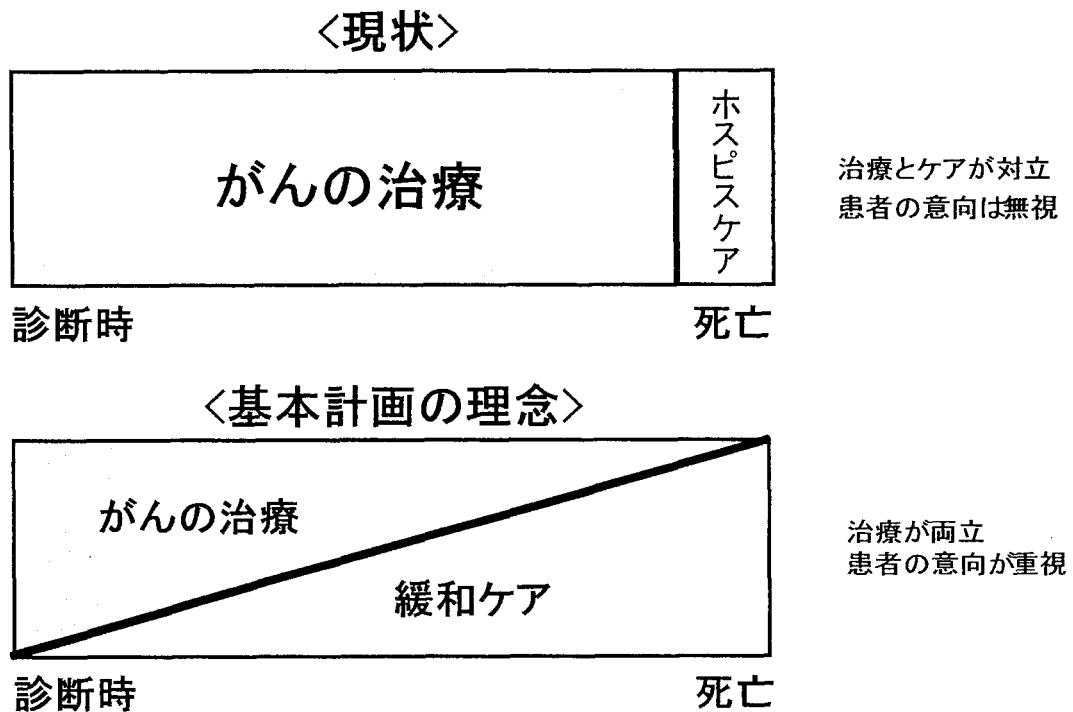 <現状>
がんの治療
ホスピスケア
治療とケアが対立
患者の意向は無視
診断時
死亡
<基本計画の理念>
がんの治療
緩和ケア
治療が両立
患者の意向が重視
診断時
死亡